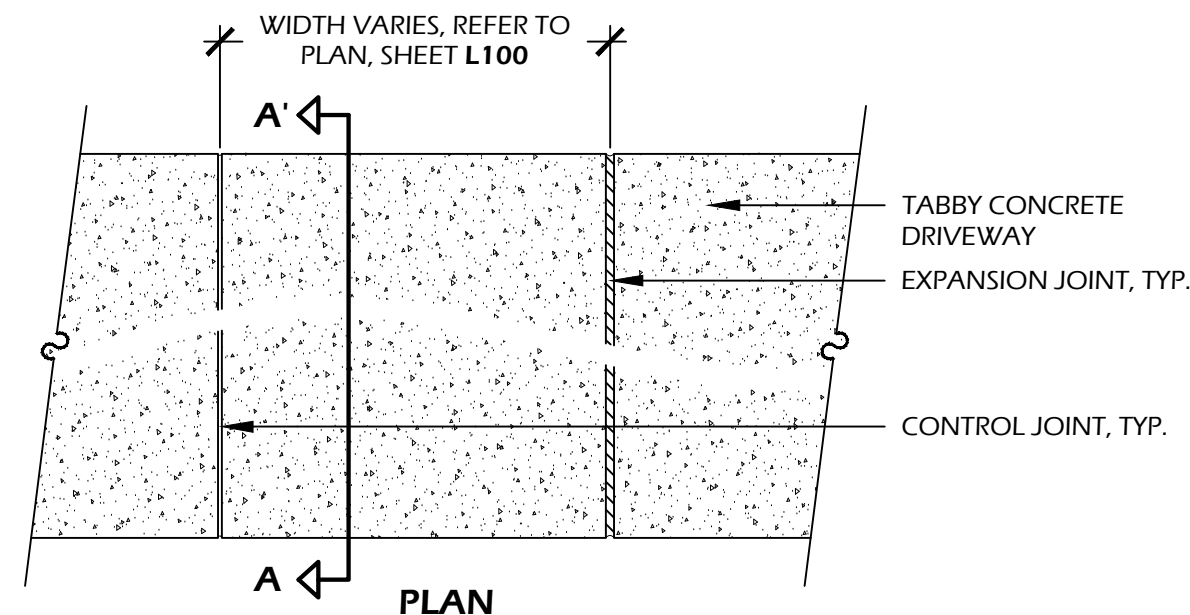 WIDTH VARIES, REFER TO
PLAN, SHEET L100
A'
TABBY CONCRETE
DRIVEWAY
EXPANSION JOINT, TYP.
CONTROL JOINT, TYP.
A
PLAN